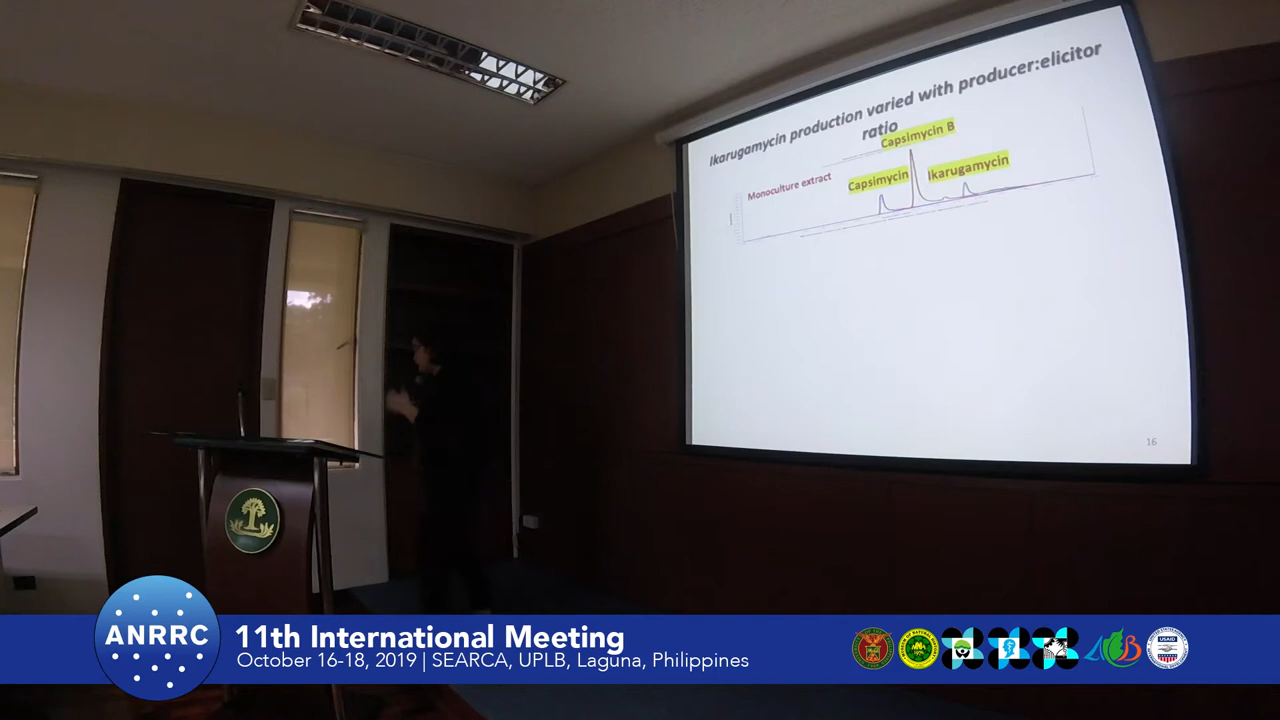 Ikarugamycin production varied with producer:elicitor
ratio
Capsimycin B
Monoculture extract
Capsimycin
Ikarugamycin
16
ANRRC
11th International Meeting
October 16-18, 2019 | SEARCA, UPLB, Laguna, Philippines
USAID